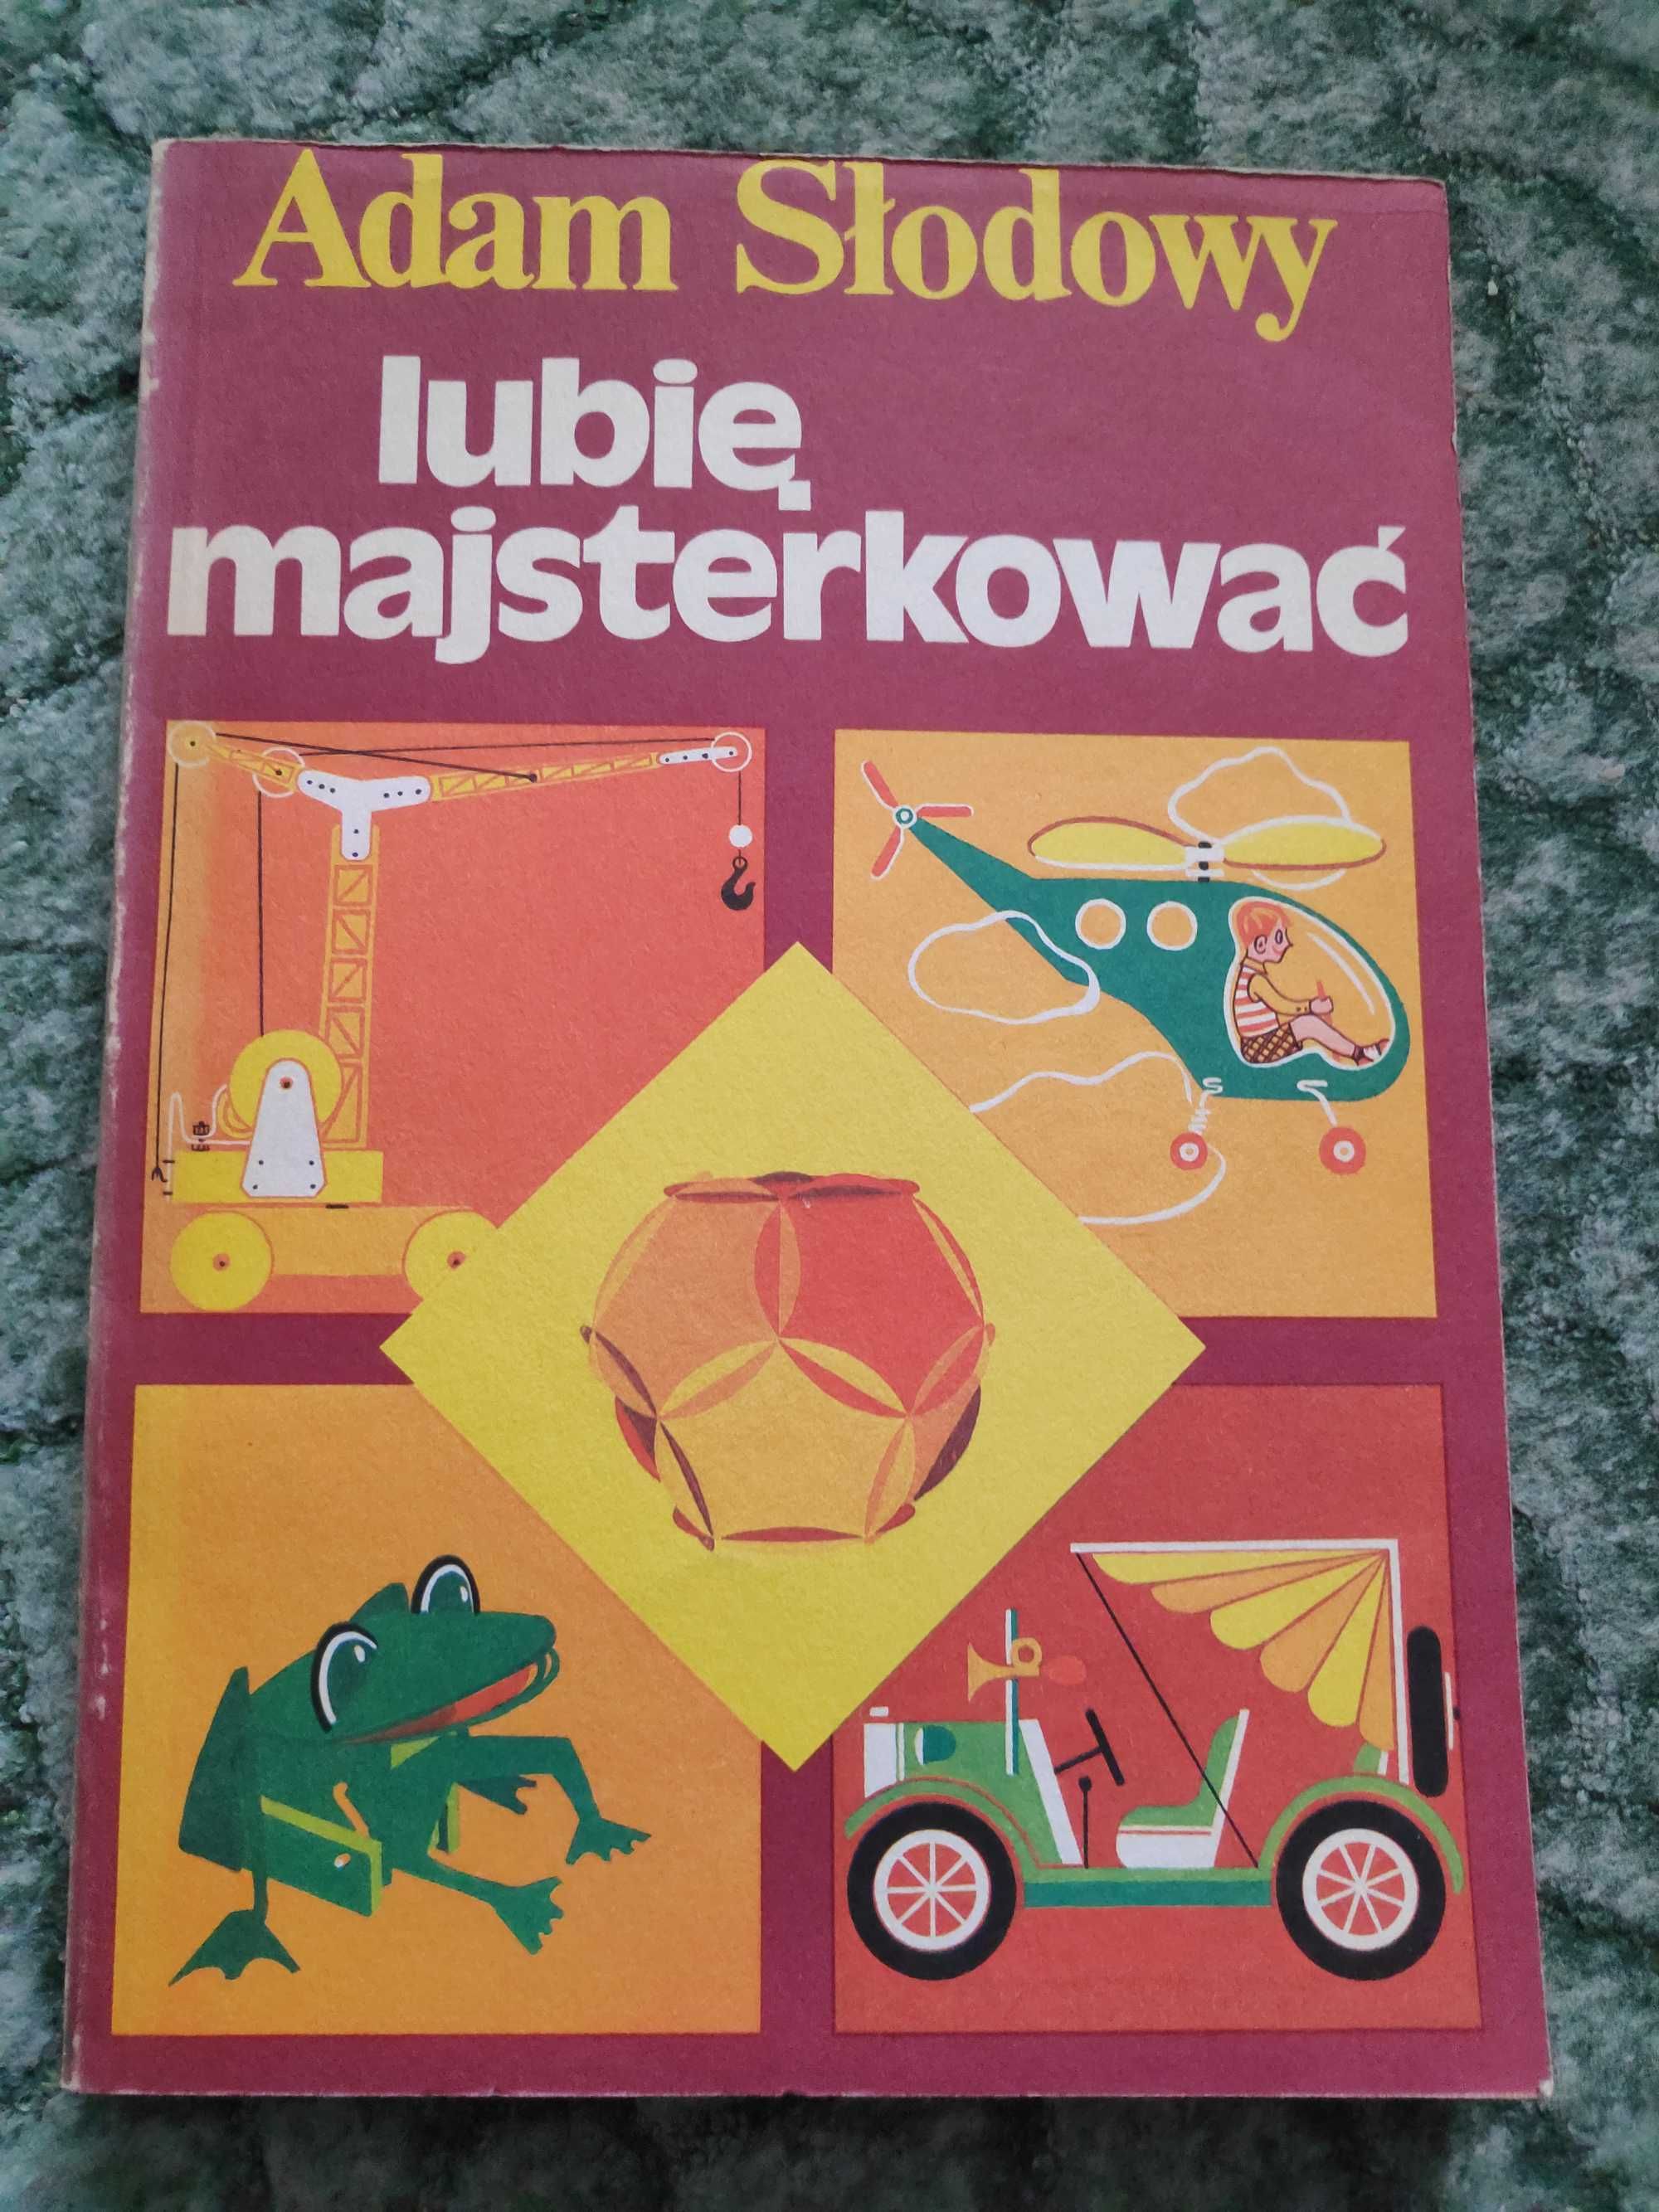 Adam Słodowy
lubię
majsterkować